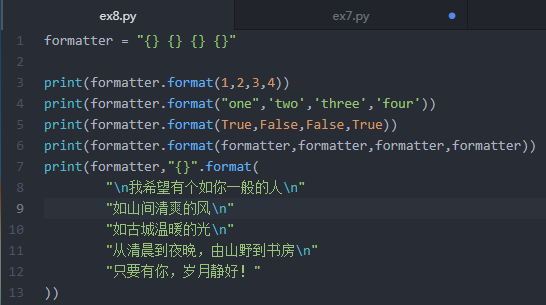 ex8.py
ex7.py
1 formatter = "{} {} {} {}"
2
3 print(formatter.format(1,2,3,4))
4 print(formatter.format("one",'two','three','four'))
5 print(formatter.format(True,False,False,True))
6 print(formatter.format(formatter,formatter,formatter,formatter))
7 print(formatter,"{}".format(
8 "\n我希望有个如你一般的人\n"
9 "如山间清爽的风\n"
10 "如古城温暖的光\n"
11 "从清晨到夜晚，由山野到书房\n"
12 "只要有你，岁月静好！"
13 ))